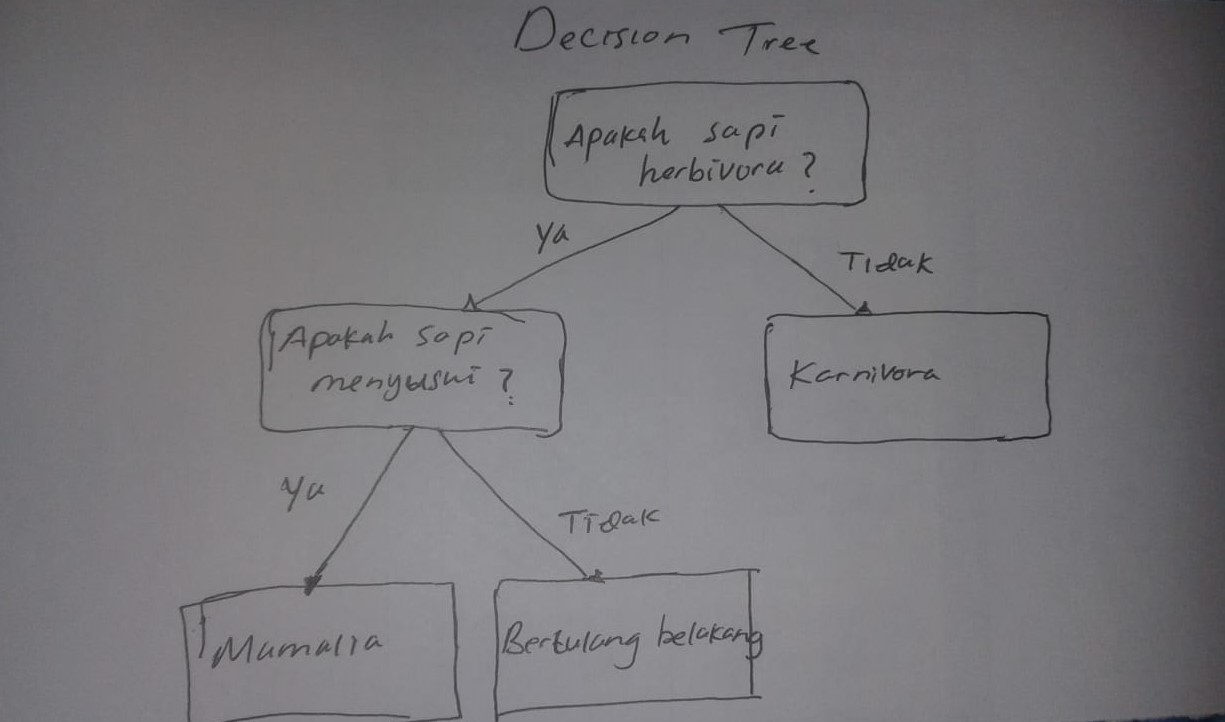 Decision Tree
Apakah sapi
herbivora ?
Ya
Tidak
Apakah sapi
menyusui ?
Karnivora
Ya
Tidak
Mamalia
Bertulang belakang